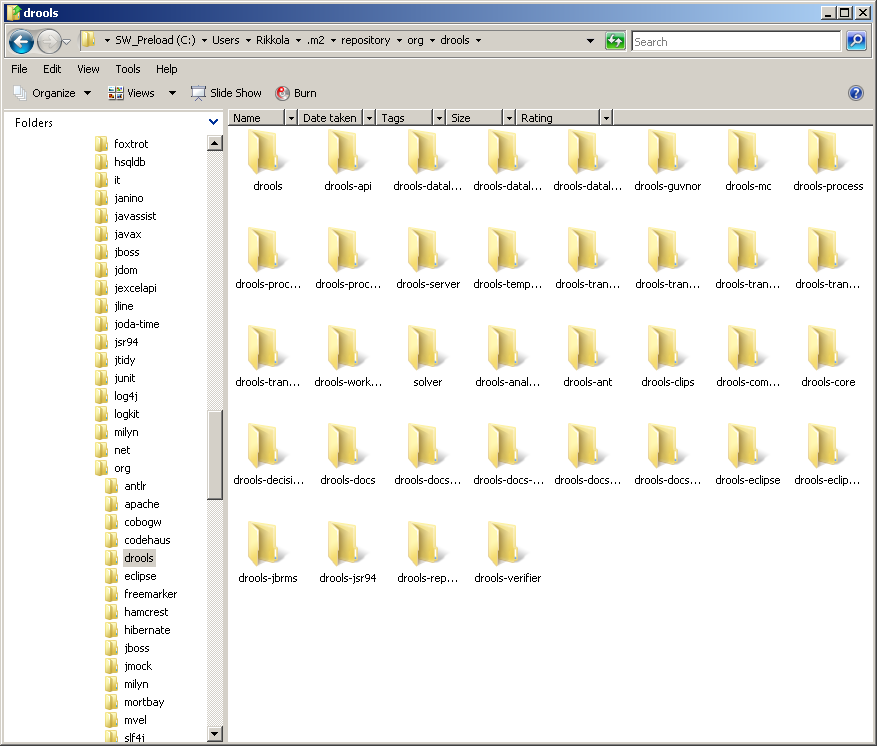 drools
SW_Preload (C:) Users Rikkola .m2 repository org drools Search
File Edit View Tools Help
Organize Views Slide Show Burn
Folders
Name Date taken Tags Size Rating
foxtrot
hsqldb
it
janino
javassist
javax
jboss
jdom
jexcelapi
jline
joda-time
jsr94
jtidy
junit
log4j
logkit
milyn
net
org
antlr
apache
cobogw
codehaus
drools
eclipse
freemarker
hamcrest
hibernate
jboss
jmock
milyn
mortbay
mvel
slf4j
drools drools-api drools-datal... drools-datal... drools-datal... drools-guvnor drools-mc drools-process
drools-proc... drools-proc... drools-server drools-temp... drools-tran... drools-tran... drools-tran... drools-tran...
drools-tran... drools-work... solver drools-anal... drools-ant drools-clips drools-com... drools-core
drools-decisi... drools-docs drools-docs... drools-docs-... drools-docs... drools-docs... drools-eclipse drools-eclip...
drools-jbrms drools-jsr94 drools-rep... drools-verifier